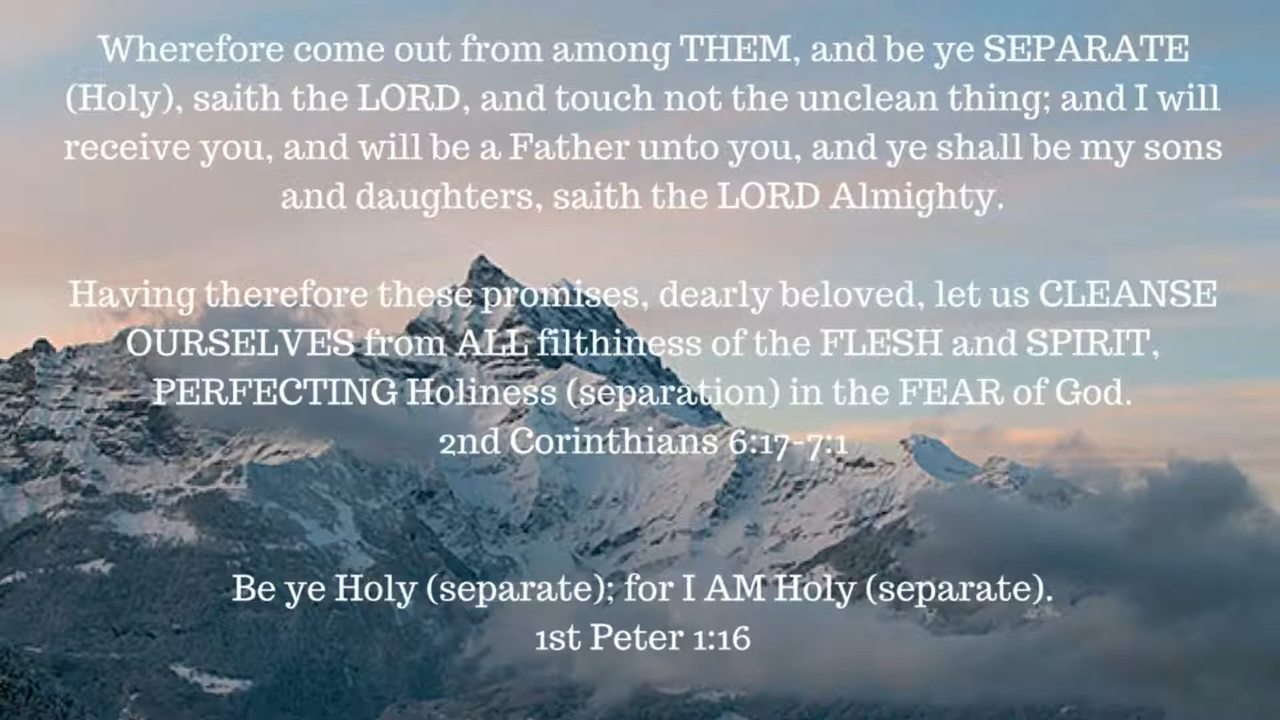 Wherefore come out from among THEM, and be ye SEPARATE
(Holy), saith the LORD, and touch not the unclean thing; and I will
receive you, and will be a Father unto you, and ye shall be my sons
and daughters, saith the LORD Almighty.
Having therefore these promises, dearly beloved, let us CLEANSE
OURSELVES from ALL filthiness of the FLESH and SPIRIT,
PERFECTING Holiness (separation) in the FEAR of God.
2nd Corinthians 6:17-7:1
Be ye Holy (separate); for I AM Holy (separate).
1st Peter 1:16